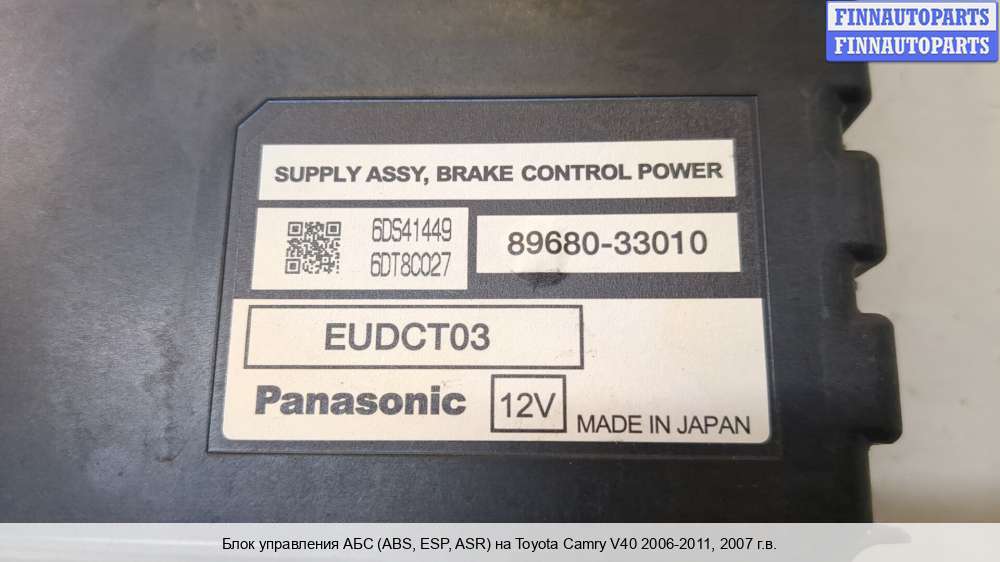 FINNAUTOPARTS
FINNAUTOPARTS
SUPPLY ASSY, BRAKE CONTROL POWER
6DS41449
6DT8C027
89680-33010
EUDCT03
Panasonic
12V
MADE IN JAPAN
Блок управления АБС (ABS, ESP, ASR) на Toyota Camry V40 2006-2011, 2007 г.в.